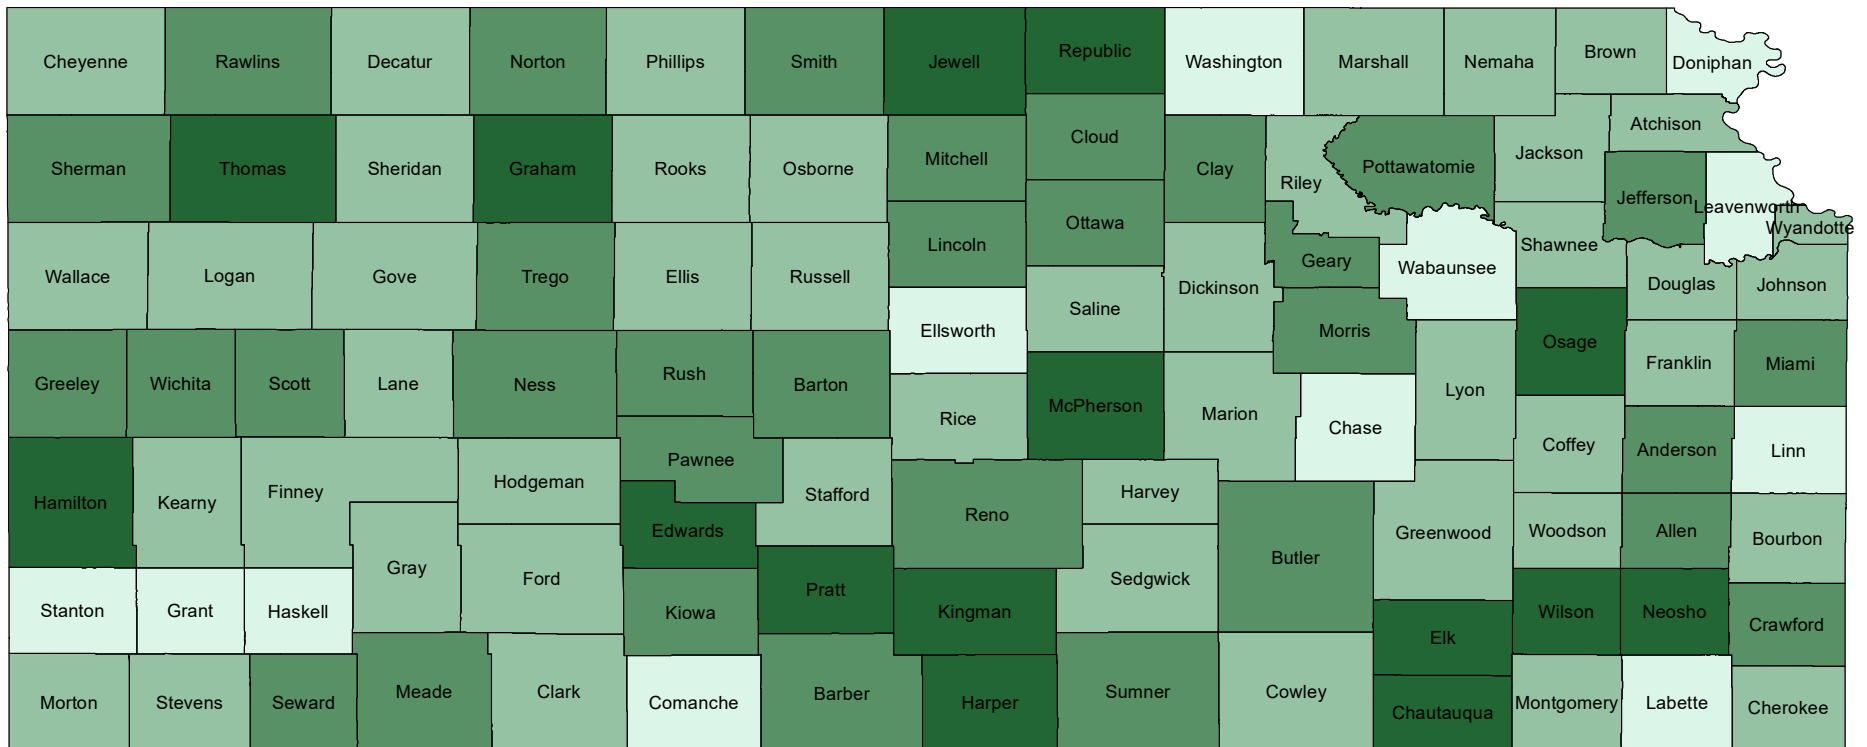 Cheyenne
Rawlins
Decatur
Norton
Phillips
Smith
Jewell
Republic
Washington
Marshall
Nemaha
Brown
Doniphan
Sherman
Thomas
Sheridan
Graham
Rooks
Osborne
Mitchell
Cloud
Clay
Riley
Pottawatomie
Jackson
Atchison
Jefferson
Leavenworth
Wyandotte
Wallace
Logan
Gove
Trego
Ellis
Russell
Lincoln
Ottawa
Saline
Dickinson
Geary
Wabaunsee
Shawnee
Douglas
Johnson
Ellsworth
Morris
Osage
Franklin
Miami
Greeley
Wichita
Scott
Lane
Ness
Rush
Barton
Rice
McPherson
Marion
Chase
Lyon
Coffey
Anderson
Linn
Hamilton
Kearny
Finney
Hodgeman
Pawnee
Stafford
Edwards
Reno
Harvey
Sedgwick
Butler
Greenwood
Woodson
Allen
Bourbon
Gray
Ford
Stanton
Grant
Haskell
Kiowa
Pratt
Kingman
Elk
Wilson
Neosho
Crawford
Morton
Stevens
Seward
Meade
Clark
Comanche
Barber
Harper
Sumner
Cowley
Chautauqua
Montgomery
Labette
Cherokee